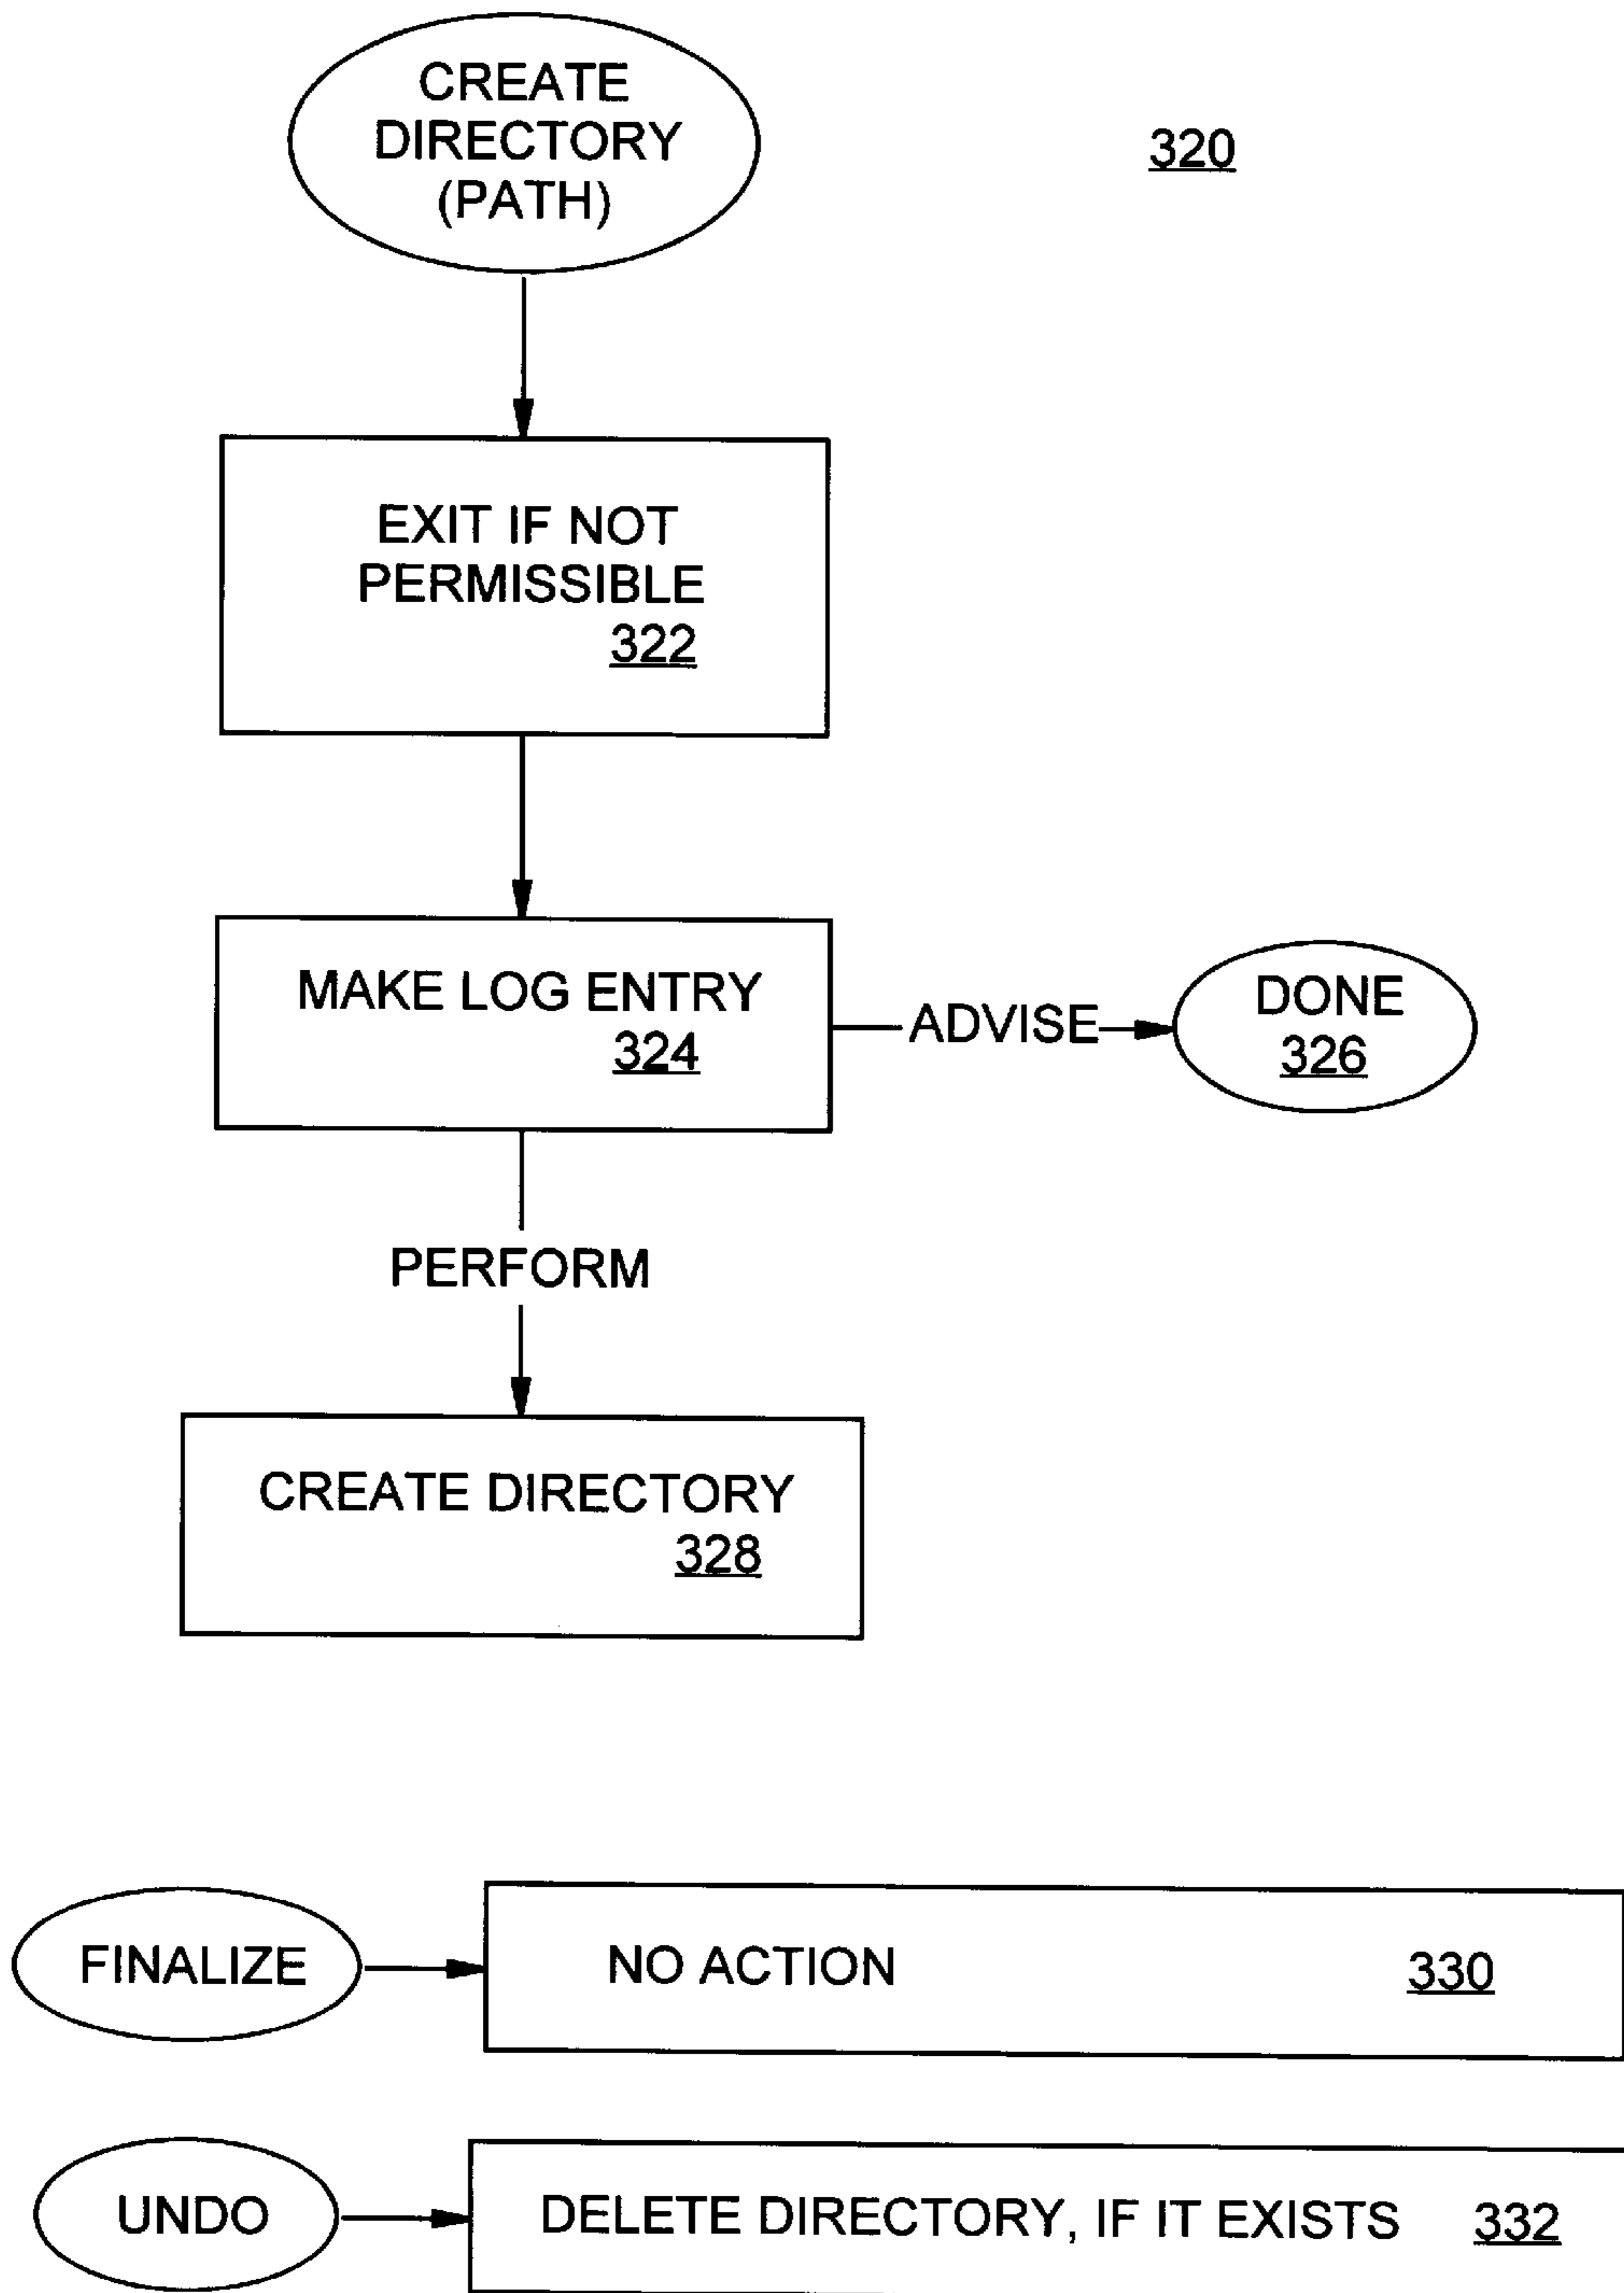 CREATE
DIRECTORY
(PATH)
320
EXIT IF NOT
PERMISSIBLE
322
MAKE LOG ENTRY
324
ADVISE
DONE
326
PERFORM
CREATE DIRECTORY
328
FINALIZE
NO ACTION 330
UNDO
DELETE DIRECTORY, IF IT EXISTS 332